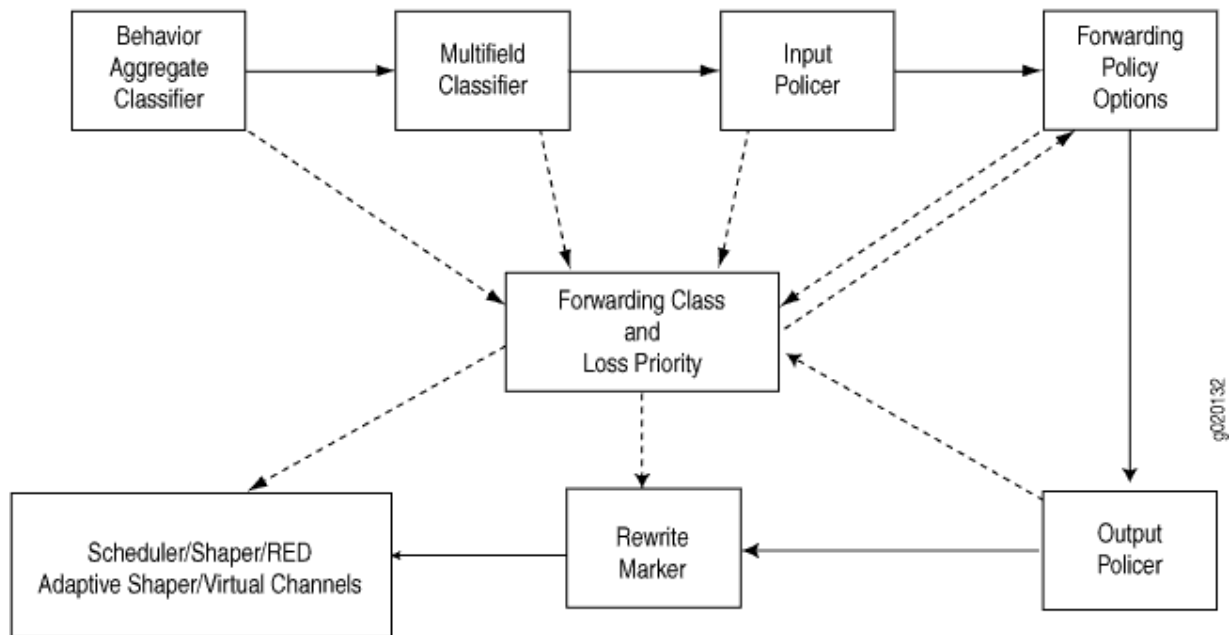 Behavior
Aggregate
Classifier
Multifield
Classifier
Input
Policer
Forwarding
Policy
Options
Forwarding Class
and
Loss Priority
g020132
Scheduler/Shaper/RED
Adaptive Shaper/Virtual Channels
Rewrite
Marker
Output
Policer